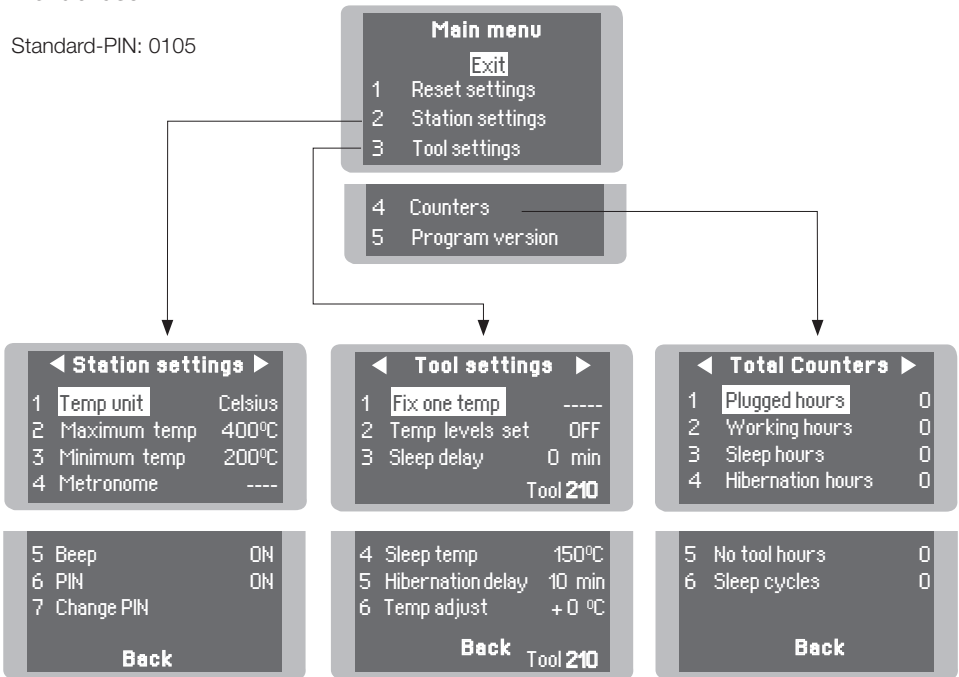 Standard-PIN: 0105
Main menu
Exit
1 Reset settings
2 Station settings
3 Tool settings
4 Counters
5 Program version
◀ Station settings ▶
1 Temp unit Celsius
2 Maximum temp 400ºC
3 Minimum temp 200ºC
4 Metronome ----
5 Beep ON
6 PIN ON
7 Change PIN
Back
◀ Tool settings ▶
1 Fix one temp -----
2 Temp levels set OFF
3 Sleep delay 0 min
Tool 210
4 Sleep temp 150ºC
5 Hibernation delay 10 min
6 Temp adjust +0 ºC
Back Tool 210
◀ Total Counters ▶
1 Plugged hours 0
2 Working hours 0
3 Sleep hours 0
4 Hibernation hours 0
5 No tool hours 0
6 Sleep cycles 0
Back